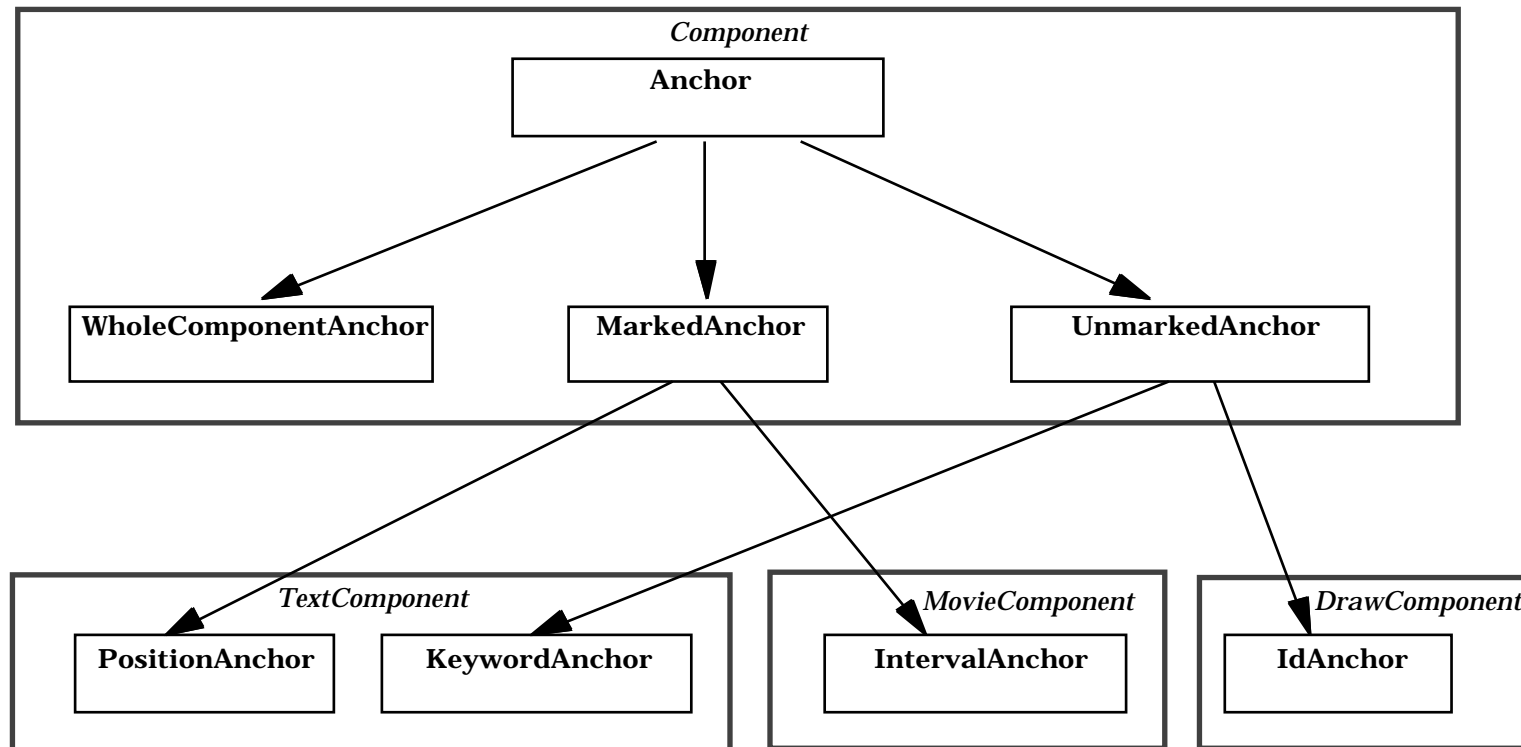 Component
Anchor
WholeComponentAnchor
MarkedAnchor
UnmarkedAnchor
TextComponent
MovieComponent
DrawComponent
PositionAnchor
KeywordAnchor
IntervalAnchor
IdAnchor